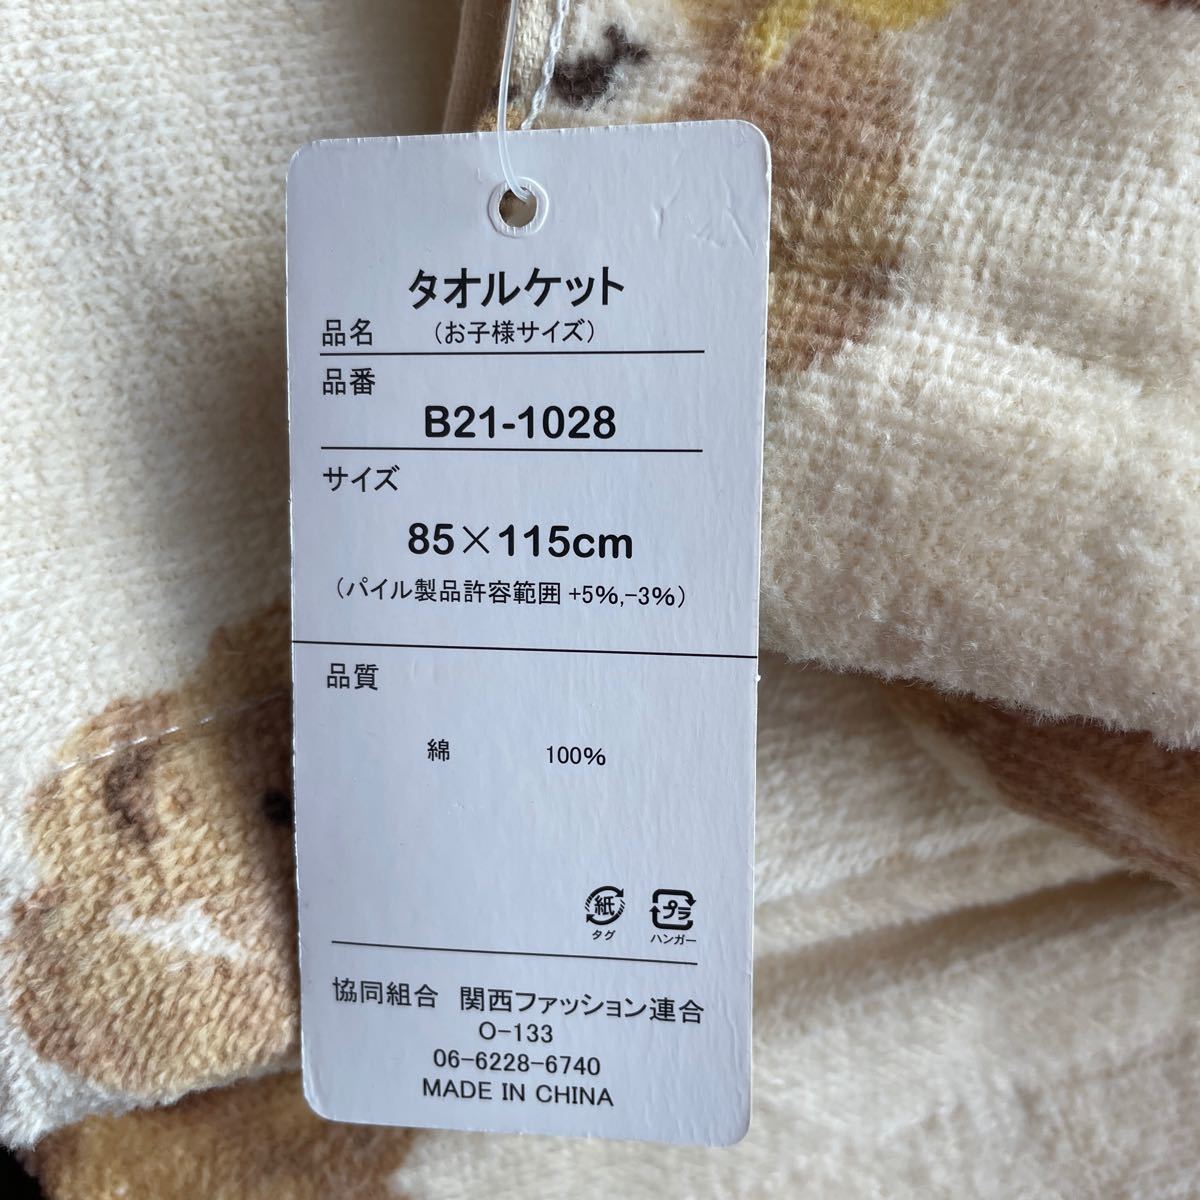 タオルケット
品名 （お子様サイズ）
品番
B21-1028
サイズ
85×115cm
（パイル製品許容範囲 +5%,-3%）
品質
綿 100%
紙 プラ
タグ ハンガー
協同組合 関西ファッション連合
O-133
06-6228-6740
MADE IN CHINA